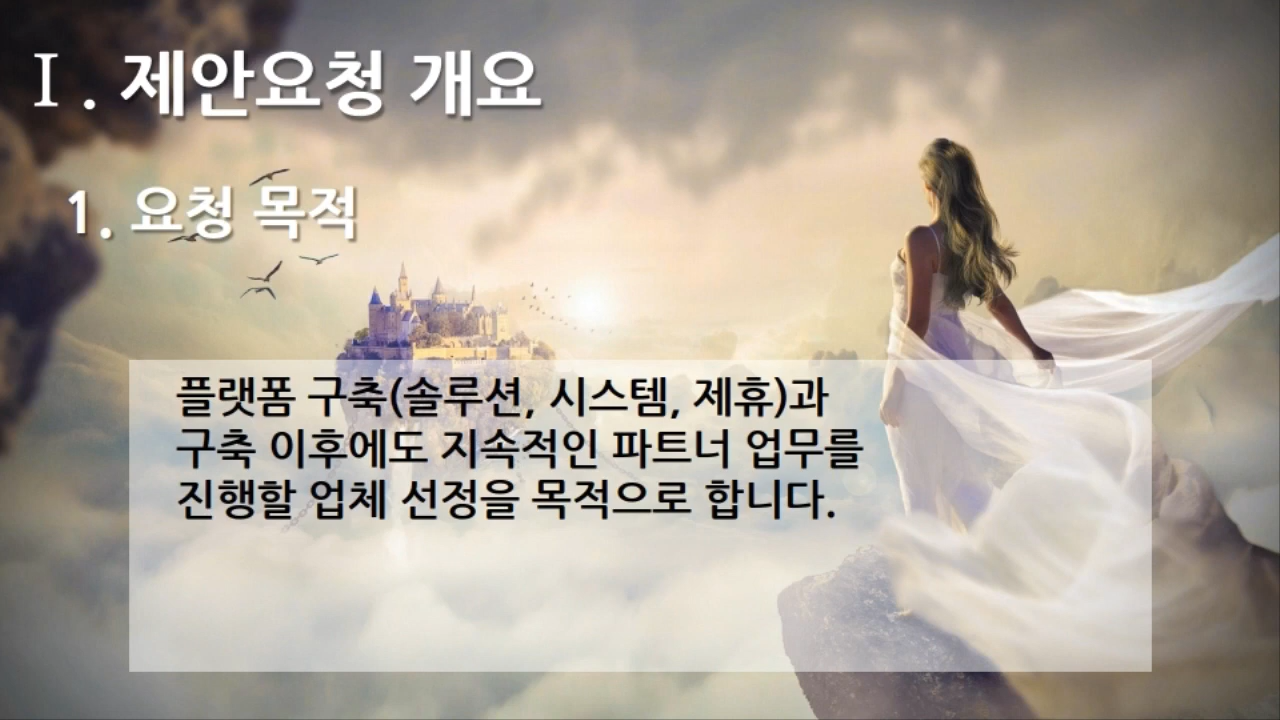 Ⅰ. 제안요청 개요
1. 요청 목적
플랫폼 구축(솔루션, 시스템, 제휴)과
구축 이후에도 지속적인 파트너 업무를
진행할 업체 선정을 목적으로 합니다.